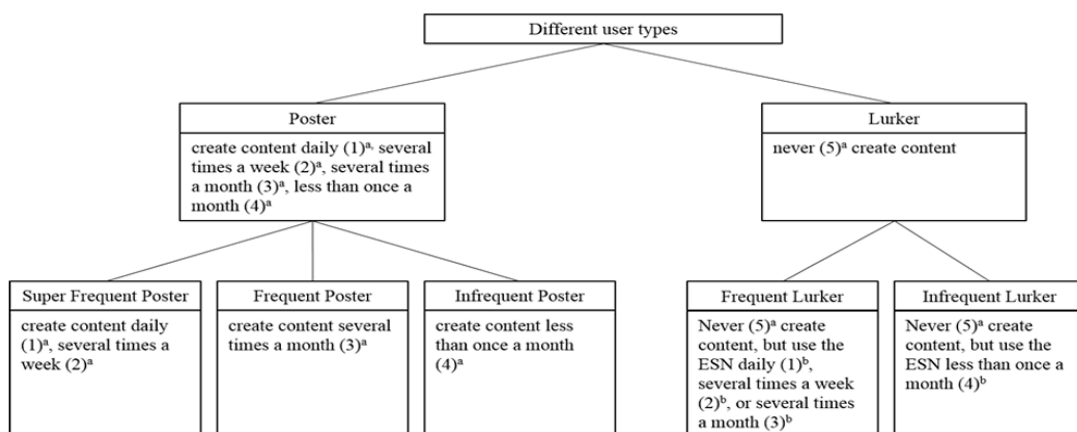 Different user types
Poster
create content daily (1)ᵃ, several
times a week (2)ᵃ, several times
a month (3)ᵃ, less than once a
month (4)ᵃ
Lurker
never (5)ᵃ create content
Super Frequent Poster
create content daily
(1)ᵃ, several times a
week (2)ᵃ
Frequent Poster
create content several
times a month (3)ᵃ
Infrequent Poster
create content less
than once a month
(4)ᵃ
Frequent Lurker
Never (5)ᵃ create
content, but use the
ESN daily (1)ᵇ,
several times a week
(2)ᵇ, or several times
a month (3)ᵇ
Infrequent Lurker
Never (5)ᵃ create
content, but use the
ESN less than once a
month (4)ᵇ